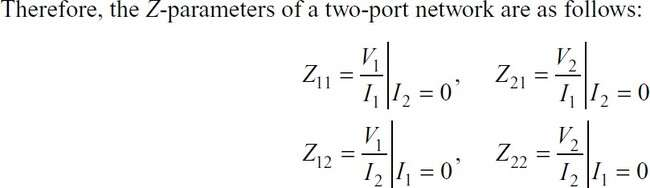 Therefore, the Z-parameters of a two-port network are as follows:
Z₁₁ = V₁/I₁ | I₂ = 0, Z₂₁ = V₂/I₁ | I₂ = 0
Z₁₂ = V₁/I₂ | I₁ = 0, Z₂₂ = V₂/I₂ | I₁ = 0